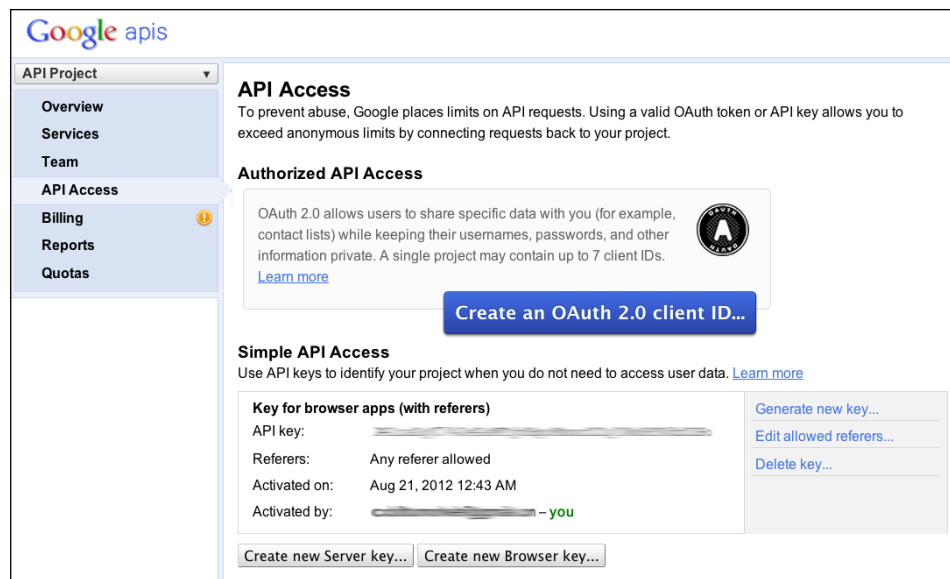 Google apis
API Project
Overview
Services
Team
API Access
Billing
Reports
Quotas
API Access
To prevent abuse, Google places limits on API requests. Using a valid OAuth token or API key allows you to
exceed anonymous limits by connecting requests back to your project.
Authorized API Access
OAuth 2.0 allows users to share specific data with you (for example,
contact lists) while keeping their usernames, passwords, and other
information private. A single project may contain up to 7 client IDs.
Learn more
OAUTH
A
OAUTH
Create an OAuth 2.0 client ID...
Simple API Access
Use API keys to identify your project when you do not need to access user data. Learn more
Key for browser apps (with referers)
API key:
Referers: Any referer allowed
Activated on: Aug 21, 2012 12:43 AM
Activated by: – you
Generate new key...
Edit allowed referers...
Delete key...
Create new Server key... Create new Browser key...